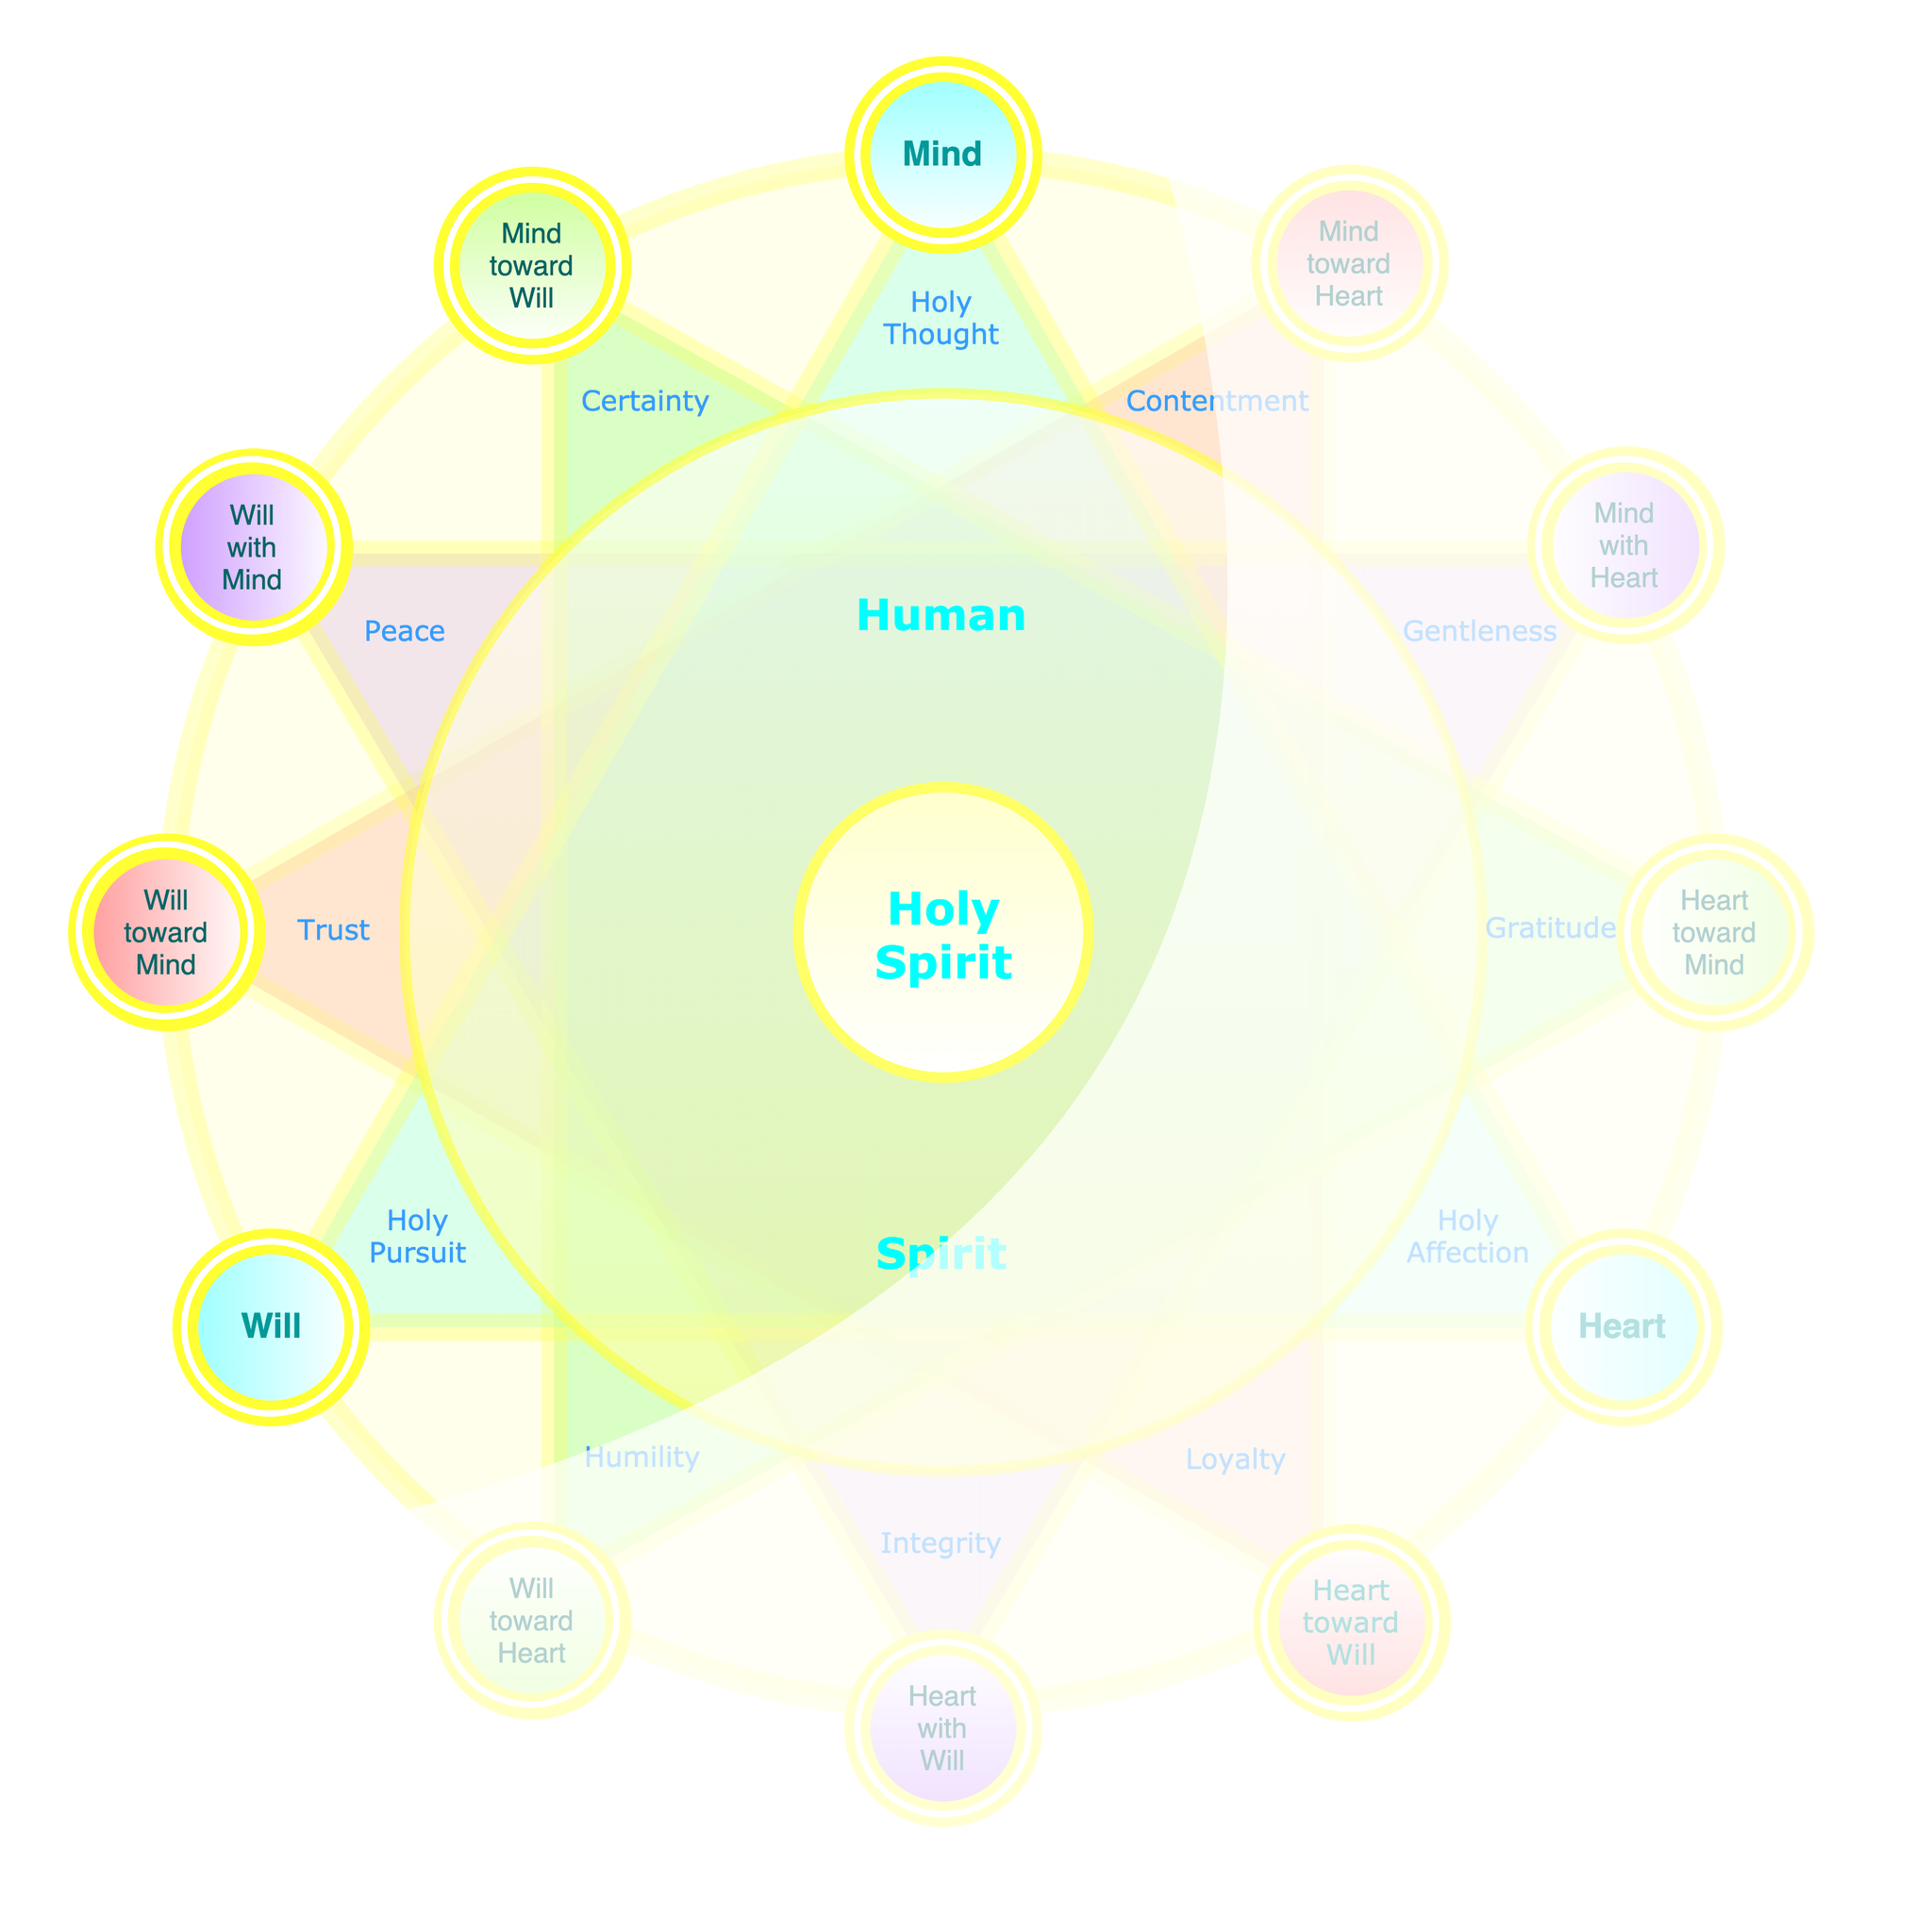 Mind
Mind
toward
Will
Mind
toward
Heart
Holy
Thought
Certainty
Contentment
Will
with
Mind
Mind
with
Heart
Peace
Human
Gentleness
Will
toward
Mind
Trust
Holy
Spirit
Gratitude
Heart
toward
Mind
Holy
Pursuit
Spirit
Holy
Affection
Will
Heart
Humility
Loyalty
Integrity
Will
toward
Heart
Heart
toward
Will
Heart
with
Will